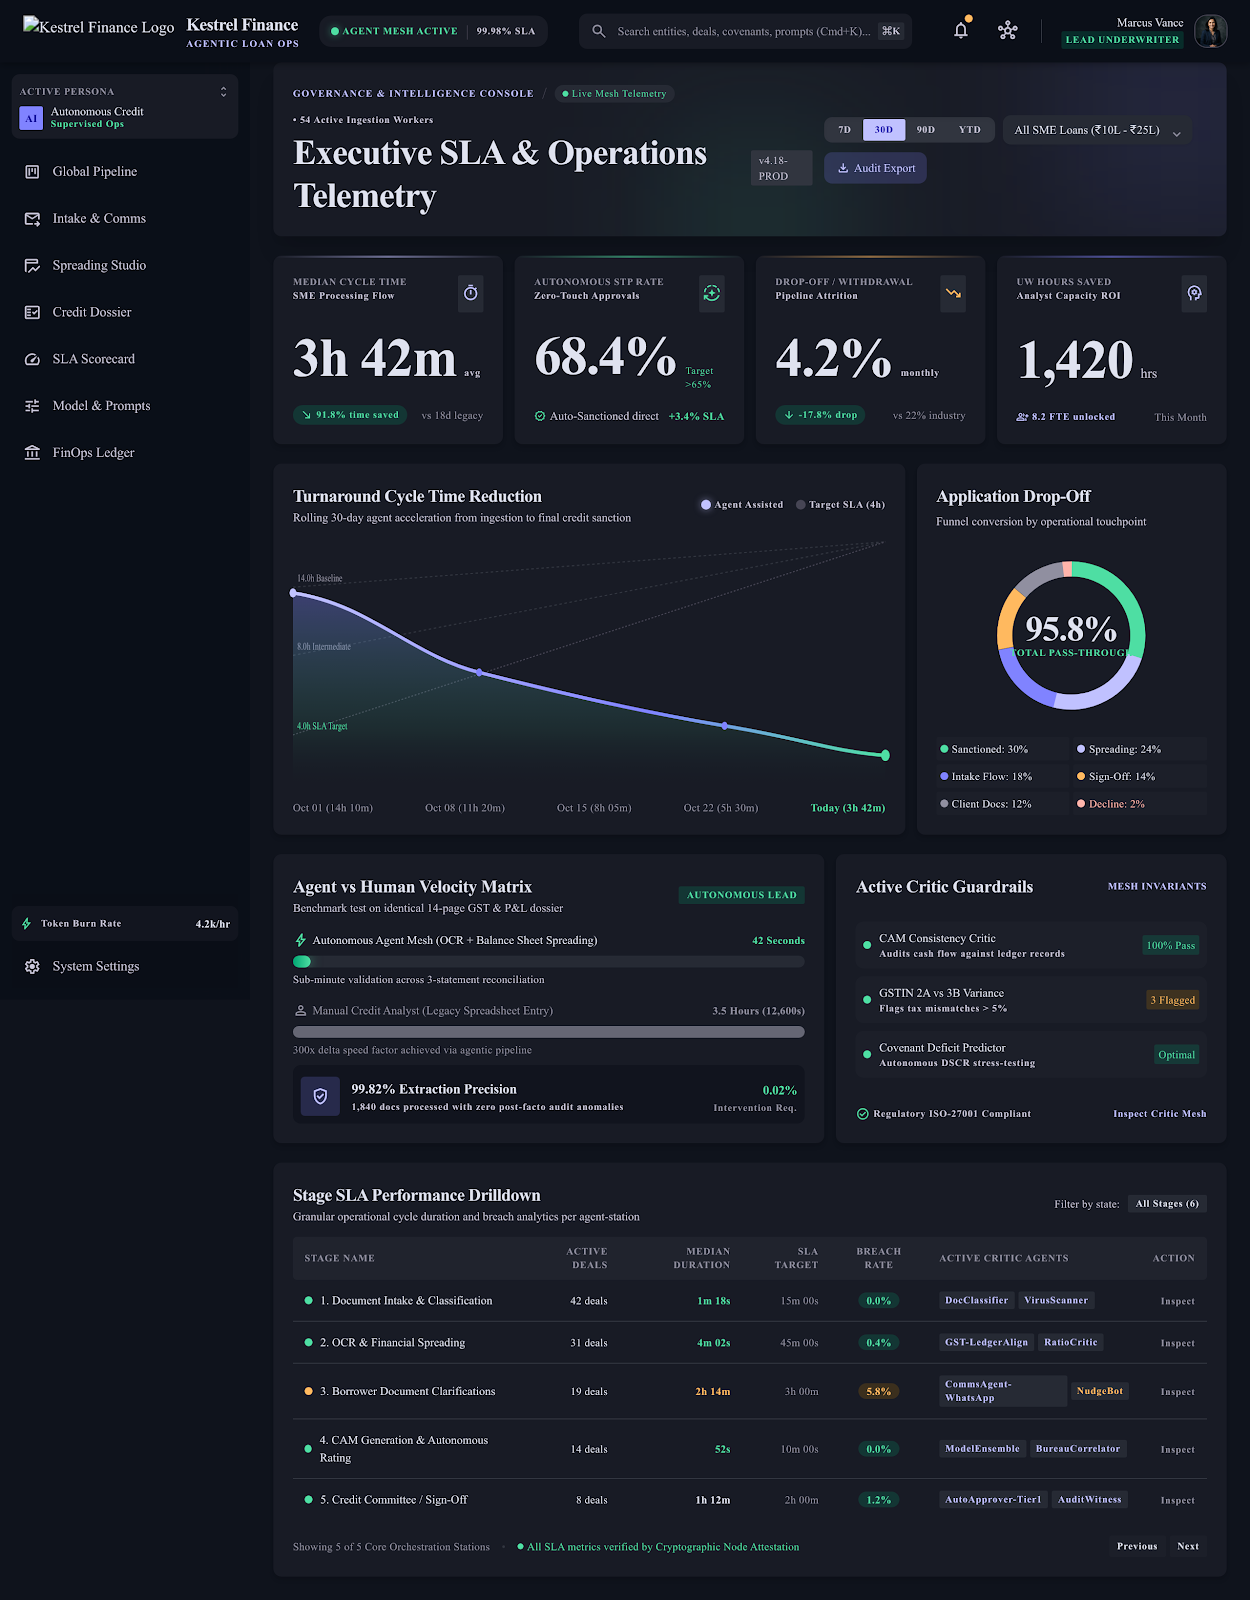 Kestrel Finance Logo
Kestrel Finance
AGENTIC LOAN OPS
AGENT MESH ACTIVE
99.98% SLA
Search entities, deals, covenants, prompts (Cmd+K)...
⌘K
Marcus Vance
LEAD UNDERWRITER
ACTIVE PERSONA
AI
Autonomous Credit
Supervised Ops
Global Pipeline
Intake & Comms
Spreading Studio
Credit Dossier
SLA Scorecard
Model & Prompts
FinOps Ledger
Token Burn Rate
4.2k/hr
System Settings
GOVERNANCE & INTELLIGENCE CONSOLE
/
Live Mesh Telemetry
• 54 Active Ingestion Workers
Executive SLA & Operations
Telemetry
v4.18-
PROD
7D
30D
90D
YTD
All SME Loans (₹10L - ₹25L)
Audit Export
MEDIAN CYCLE TIME
SME Processing Flow
3h 42m avg
91.8% time saved
vs 18d legacy
AUTONOMOUS STP RATE
Zero-Touch Approvals
68.4%
Target
>65%
Auto-Sanctioned direct
+3.4% SLA
DROP-OFF / WITHDRAWAL
Pipeline Attrition
4.2% monthly
-17.8% drop
vs 22% industry
UW HOURS SAVED
Analyst Capacity ROI
1,420 hrs
8.2 FTE unlocked
This Month
Turnaround Cycle Time Reduction
Rolling 30-day agent acceleration from ingestion to final credit sanction
Agent Assisted
Target SLA (4h)
14.0h Baseline
8.0h Intermediate
4.0h SLA Target
Oct 01 (14h 10m)
Oct 08 (11h 20m)
Oct 15 (8h 05m)
Oct 22 (5h 30m)
Today (3h 42m)
Application Drop-Off
Funnel conversion by operational touchpoint
95.8%
TOTAL PASS-THROUGH
Sanctioned: 30%
Spreading: 24%
Intake Flow: 18%
Sign-Off: 14%
Client Docs: 12%
Decline: 2%
Agent vs Human Velocity Matrix
Benchmark test on identical 14-page GST & P&L dossier
AUTONOMOUS LEAD
Autonomous Agent Mesh (OCR + Balance Sheet Spreading)
42 Seconds
Sub-minute validation across 3-statement reconciliation
Manual Credit Analyst (Legacy Spreadsheet Entry)
3.5 Hours (12,600s)
300x delta speed factor achieved via agentic pipeline
99.82% Extraction Precision
1,840 docs processed with zero post-facto audit anomalies
0.02%
Intervention Req.
Active Critic Guardrails
MESH INVARIANTS
CAM Consistency Critic
Audits cash flow against ledger records
100% Pass
GSTIN 2A vs 3B Variance
Flags tax mismatches > 5%
3 Flagged
Covenant Deficit Predictor
Autonomous DSCR stress-testing
Optimal
Regulatory ISO-27001 Compliant
Inspect Critic Mesh
Stage SLA Performance Drilldown
Granular operational cycle duration and breach analytics per agent-station
Filter by state:
All Stages (6)
STAGE NAME
ACTIVE
DEALS
MEDIAN
DURATION
SLA
TARGET
BREACH
RATE
ACTIVE CRITIC AGENTS
ACTION
1. Document Intake & Classification
42 deals
1m 18s
15m 00s
0.0%
DocClassifier
VirusScanner
Inspect
2. OCR & Financial Spreading
31 deals
4m 02s
45m 00s
0.4%
GST-LedgerAlign
RatioCritic
Inspect
3. Borrower Document Clarifications
19 deals
2h 14m
3h 00m
5.8%
CommsAgent-
WhatsApp
NudgeBot
Inspect
4. CAM Generation & Autonomous
Rating
14 deals
52s
10m 00s
0.0%
ModelEnsemble
BureauCorrelator
Inspect
5. Credit Committee / Sign-Off
8 deals
1h 12m
2h 00m
1.2%
AutoApprover-Tier1
AuditWitness
Inspect
Showing 5 of 5 Core Orchestration Stations
All SLA metrics verified by Cryptographic Node Attestation
Previous
Next